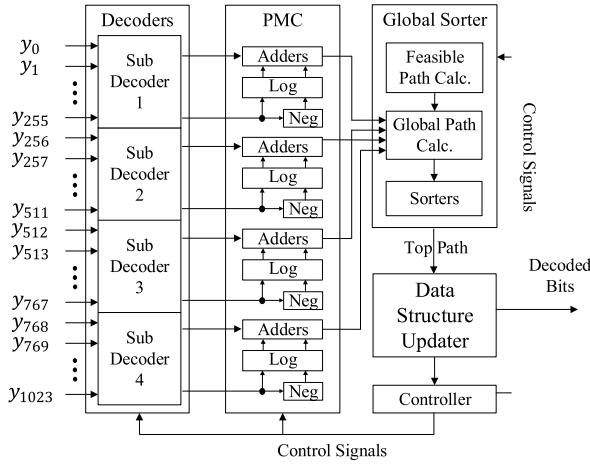 Decoders
PMC
Global Sorter
y0
y1
y255
y256
y257
y511
y512
y513
y767
y768
y769
y1023
Sub
Decoder
1
Sub
Decoder
2
Sub
Decoder
3
Sub
Decoder
4
Adders
Log
Neg
Adders
Log
Neg
Adders
Log
Neg
Adders
Log
Neg
Feasible
Path Calc.
Global Path
Calc.
Sorters
Control Signals
Top Path
Data
Structure
Updater
Decoded
Bits
Controller
Control Signals